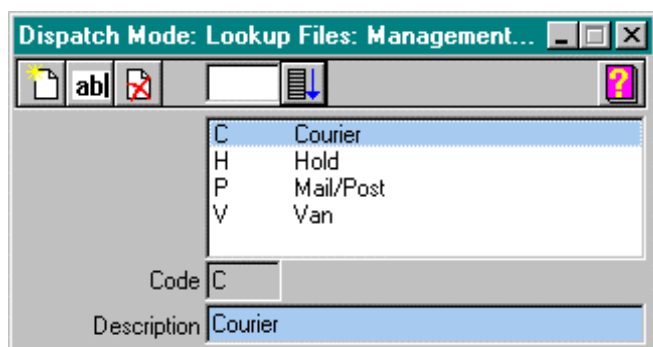 Dispatch Mode: Lookup Files: Management...
abl
C Courier
H Hold
P Mail/Post
V Van
Code C
Description Courier